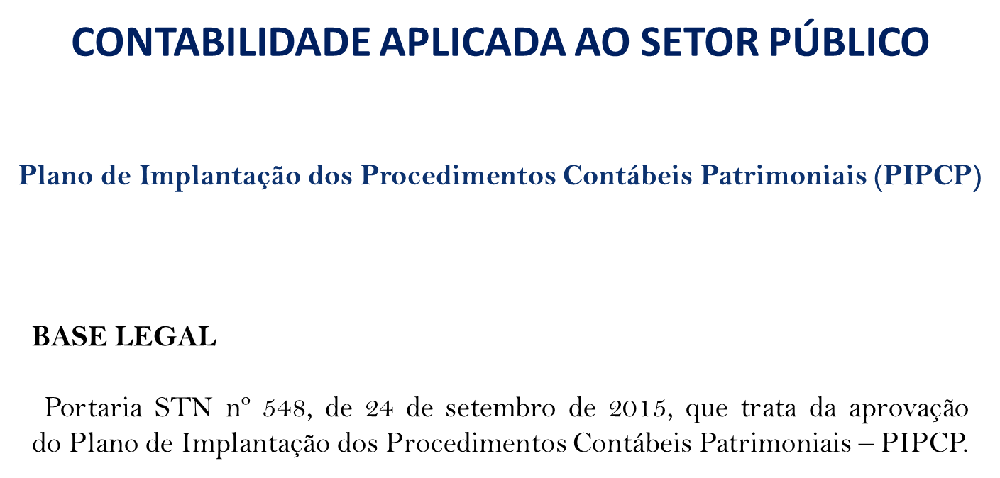 CONTABILIDADE APLICADA AO SETOR PÚBLICO
Plano de Implantação dos Procedimentos Contábeis Patrimoniais (PIPCP)
BASE LEGAL
Portaria STN nº 548, de 24 de setembro de 2015, que trata da aprovação
do Plano de Implantação dos Procedimentos Contábeis Patrimoniais – PIPCP.